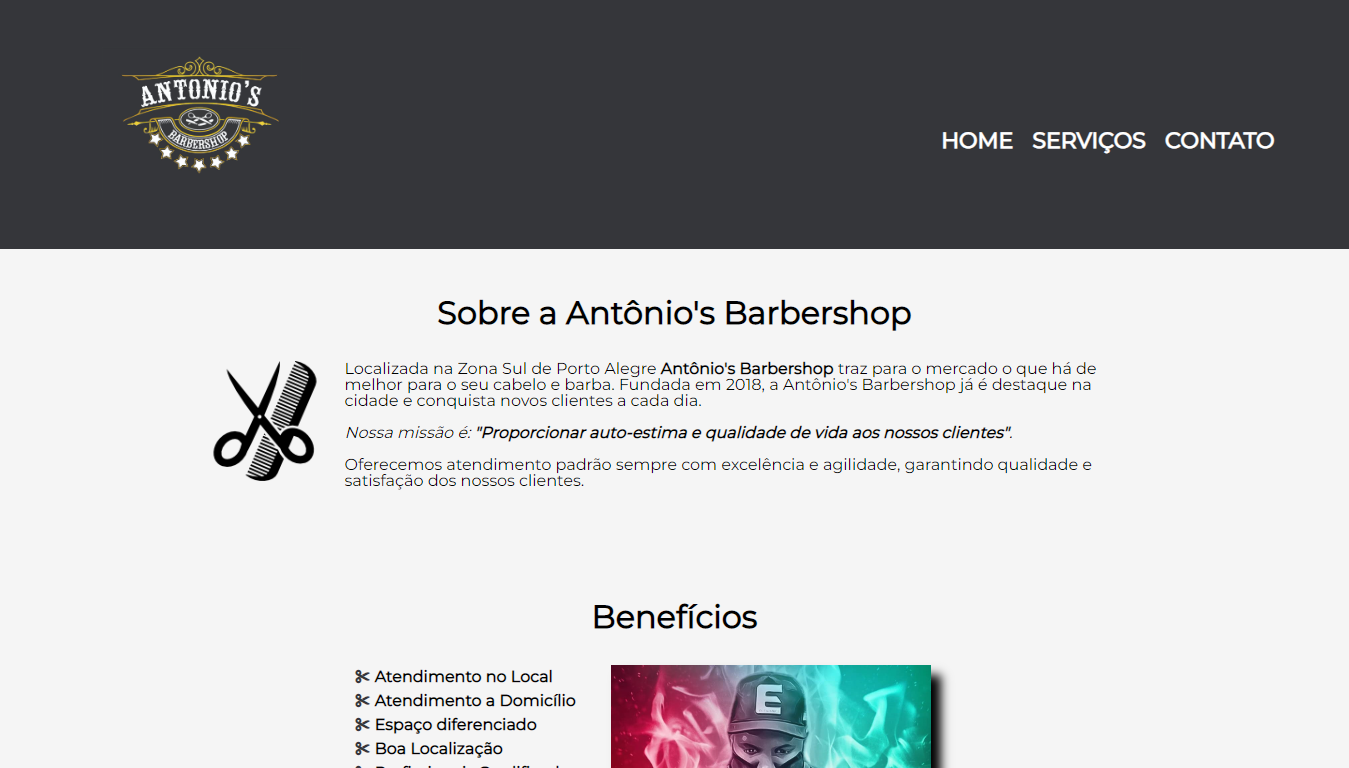 ANTONIO'S
BARBERSHOP
HOME SERVIÇOS CONTATO
Sobre a Antônio's Barbershop
Localizada na Zona Sul de Porto Alegre Antônio's Barbershop traz para o mercado o que há de
melhor para o seu cabelo e barba. Fundada em 2018, a Antônio's Barbershop já é destaque na
cidade e conquista novos clientes a cada dia.
Nossa missão é: "Proporcionar auto-estima e qualidade de vida aos nossos clientes".
Oferecemos atendimento padrão sempre com excelência e agilidade, garantindo qualidade e
satisfação dos nossos clientes.
Benefícios
Atendimento no Local
Atendimento a Domicílio
Espaço diferenciado
Boa Localização
E